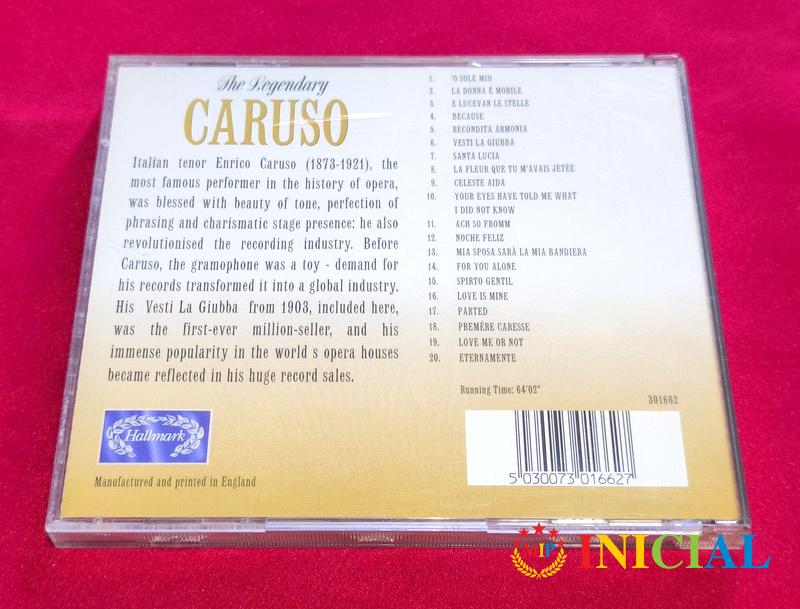 The Legendary
CARUSO
Italian tenor Enrico Caruso (1873-1921), the
most famous performer in the history of opera,
was blessed with beauty of tone, perfection of
phrasing and charismatic stage presence: he also
revolutionised the recording industry. Before
Caruso, the gramophone was a toy - demand for
his records transformed it into a global industry.
His Vesti La Giubba from 1903, included here,
was the first-ever million-seller, and his
immense popularity in the world s opera houses
became reflected in his huge record sales.
Hallmark
Manufactured and printed in England
1. 'O SOLE MIO
2. LA DONNA È MOBILE
3. E LUCEVAN LE STELLE
4. BECAUSE
5. RECONDITA ARMONIA
6. VESTI LA GIUBBA
7. SANTA LUCIA
8. LA FLEUR QUE TU M'AVAIS JETÉE
9. CELESTE AIDA
10. YOUR EYES HAVE TOLD ME WHAT
I DID NOT KNOW
11. ACH SO FROMM
12. NOCHE FELIZ
13. MIA SPOSA SARÀ LA MIA BANDIERA
14. FOR YOU ALONE
15. SPIRTO GENTIL
16. LOVE IS MINE
17. PARTED
18. PREMÈRE CARESSE
19. LOVE ME OR NOT
20. ETERNAMENTE
Running Time: 64'02"
301662
5 030073 016627
MIP INICIAL